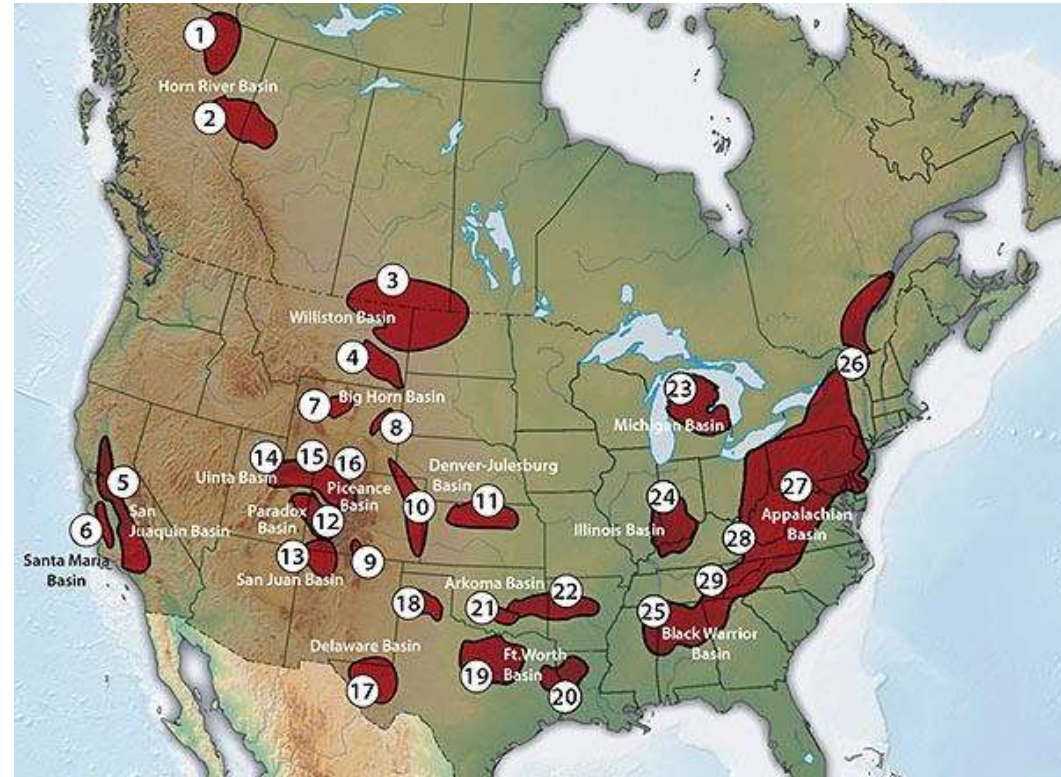 1
Horn River Basin
2
3
Williston Basin
4
Big Horn Basin
7
8
14
15
16
Uinta Basin
Piceance
Basin
Denver-Julesburg
Basin
10
11
5
San
Juaquin Basin
6
Santa Maria
Basin
Paradox
Basin
12
13
San Juan Basin
9
23
Michigan Basin
24
Illinois Basin
26
27
Appalachian
Basin
28
29
25
Black Warrior
Basin
Arkoma Basin
22
21
18
Delaware Basin
17
19
Ft.Worth
Basin
20